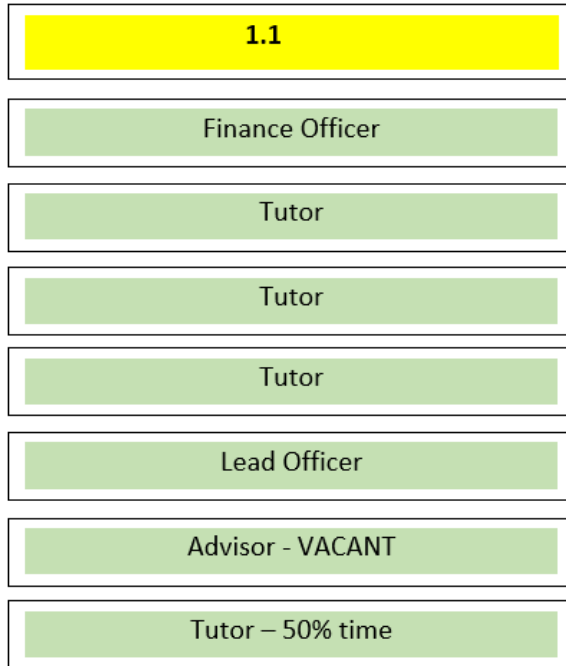 1.1
Finance Officer
Tutor
Tutor
Tutor
Lead Officer
Advisor - VACANT
Tutor – 50% time